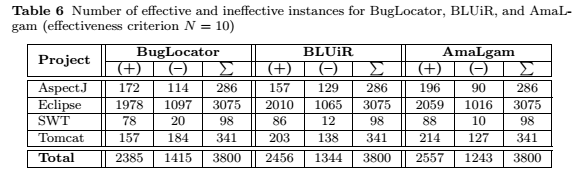 Table 6 Number of effective and ineffective instances for BugLocator, BLUiR, and AmaL-
gam (effectiveness criterion N = 10)
Project BugLocator BLUiR AmaLgam
(+) (−) ∑ (+) (−) ∑ (+) (−) ∑
AspectJ 172 114 286 157 129 286 196 90 286
Eclipse 1978 1097 3075 2010 1065 3075 2059 1016 3075
SWT 78 20 98 86 12 98 88 10 98
Tomcat 157 184 341 203 138 341 214 127 341
Total 2385 1415 3800 2456 1344 3800 2557 1243 3800